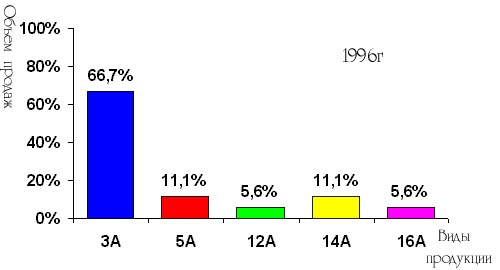 Объем продаж
100%
80%
60%
40%
20%
0%
1996г
66,7%
11,1%
5,6%
11,1%
5,6%
3А
5А
12А
14А
16А
Виды
продукции